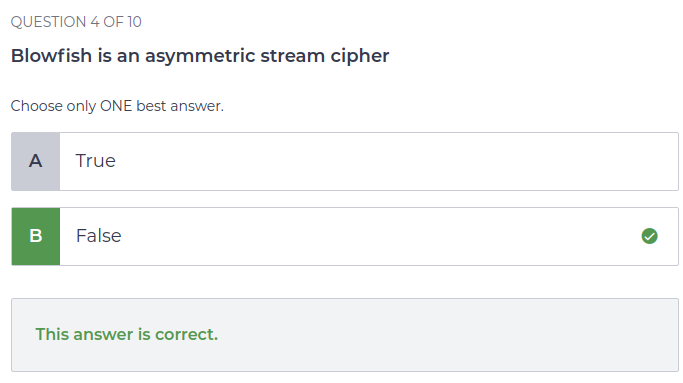 QUESTION 4 OF 10
Blowfish is an asymmetric stream cipher
Choose only ONE best answer.
A True
B False
This answer is correct.